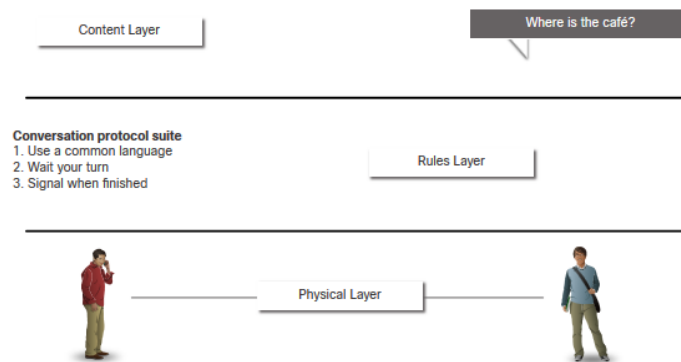 Content Layer
Where is the café?
Conversation protocol suite
1. Use a common language
2. Wait your turn
3. Signal when finished
Rules Layer
Physical Layer